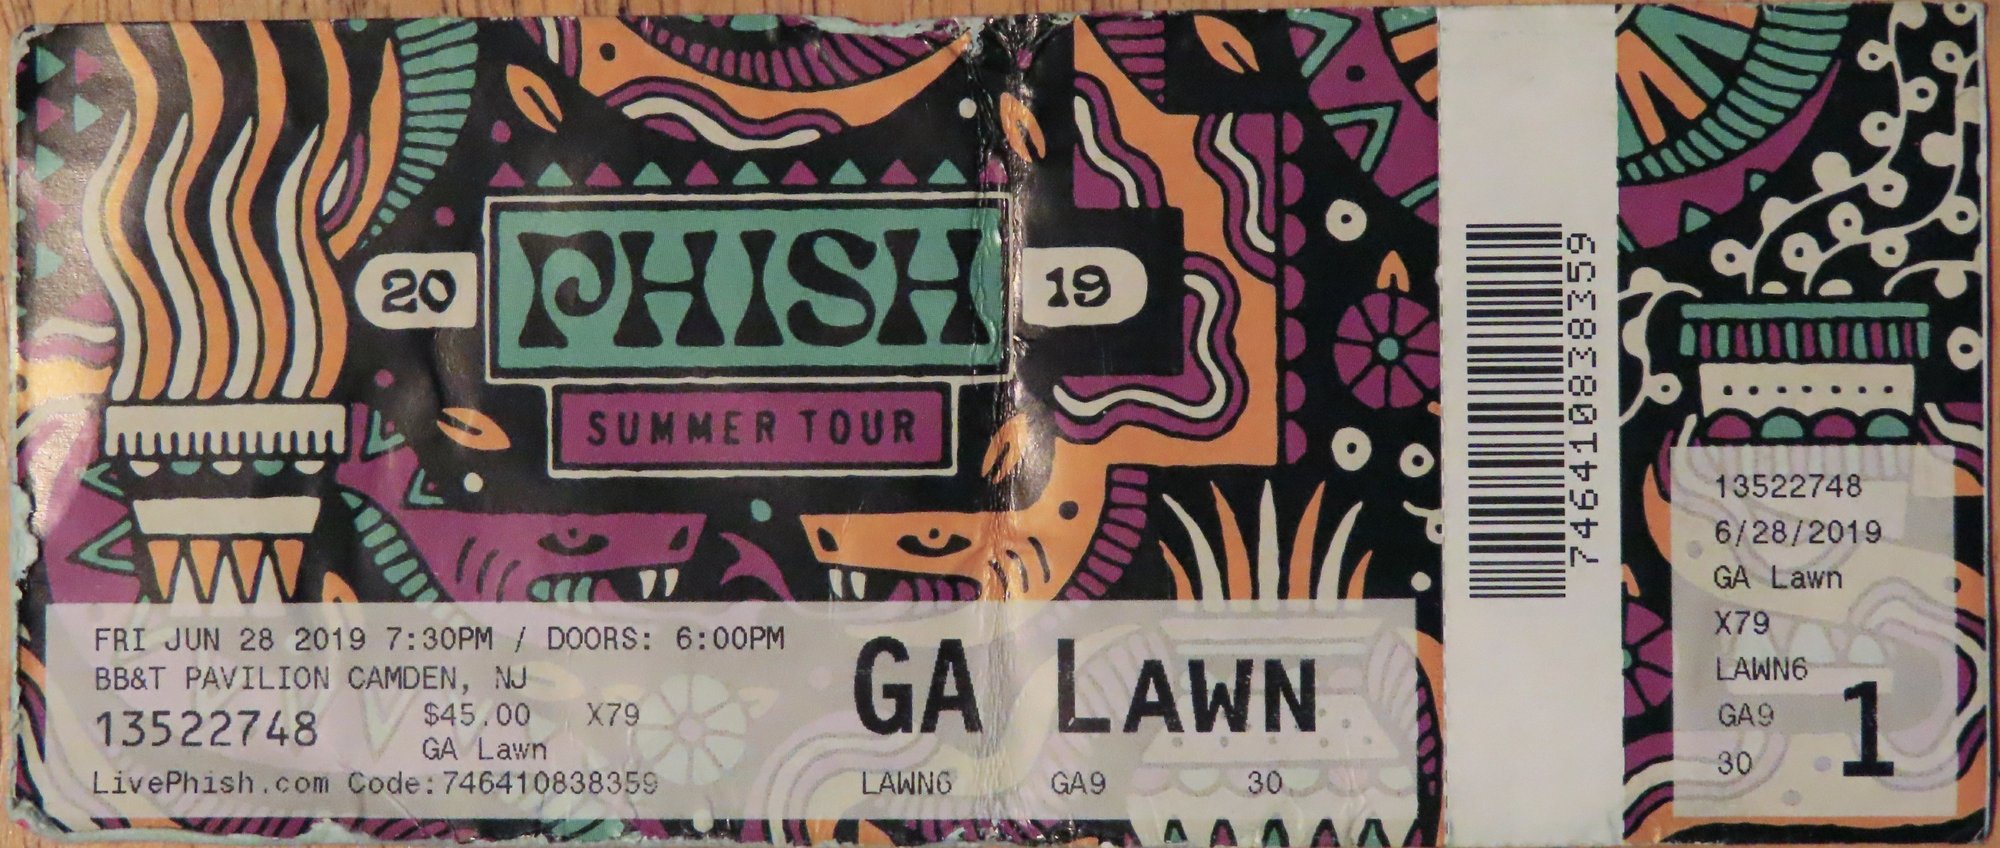 20 PHISH 19
SUMMER TOUR
FRI JUN 28 2019 7:30PM / DOORS: 6:00PM
BB&T PAVILION CAMDEN, NJ
13522748 $45.00 X79
GA Lawn
LivePhish.com Code:746410838359
GA LAWN
LAWN6 GA9 30
746410838359
13522748
6/28/2019
GA Lawn
X79
LAWN6
GA9
30
1